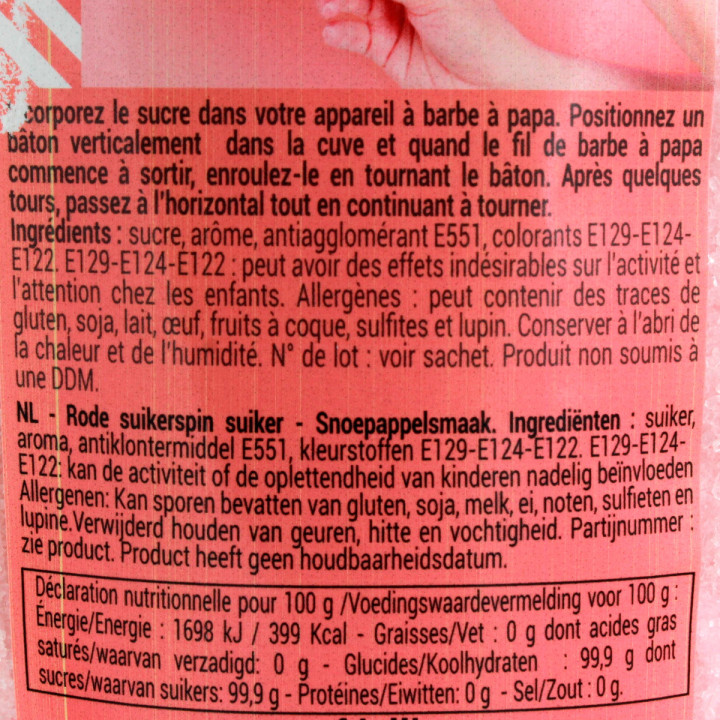 corporez le sucre dans votre appareil à barbe à papa. Positionnez un
bâton verticalement dans la cuve et quand le fil de barbe à papa
commence à sortir, enroulez-le en tournant le bâton. Après quelques
tours, passez à l'horizontal tout en continuant à tourner.
Ingrédients : sucre, arôme, antiagglomérant E551, colorants E129-E124-
E122. E129-E124-E122 : peut avoir des effets indésirables sur l'activité et
l'attention chez les enfants. Allergènes : peut contenir des traces de
gluten, soja, lait, œuf, fruits à coque, sulfites et lupin. Conserver à l'abri de
la chaleur et de l'humidité. N° de lot : voir sachet. Produit non soumis à
une DDM.
NL - Rode suikerspin suiker - Snoepappelsmaak. Ingrediënten : suiker,
aroma, antiklontermiddel E551, kleurstoffen E129-E124-E122. E129-E124-
E122: kan de activiteit of de oplettendheid van kinderen nadelig beïnvloeden
Allergenen: Kan sporen bevatten van gluten, soja, melk, ei, noten, sulfieten en
lupine.Verwijderd houden van geuren, hitte en vochtigheid. Partijnummer :
zie product. Product heeft geen houdbaarheidsdatum.
Déclaration nutritionnelle pour 100 g /Voedingswaardevermelding voor 100 g :
Énergie/Energie : 1698 kJ / 399 Kcal - Graisses/Vet : 0 g dont acides gras
saturés/waarvan verzadigd: 0 g - Glucides/Koolhydraten : 99,9 g dont
sucres/waarvan suikers: 99,9 g - Protéines/Eiwitten: 0 g - Sel/Zout : 0 g.